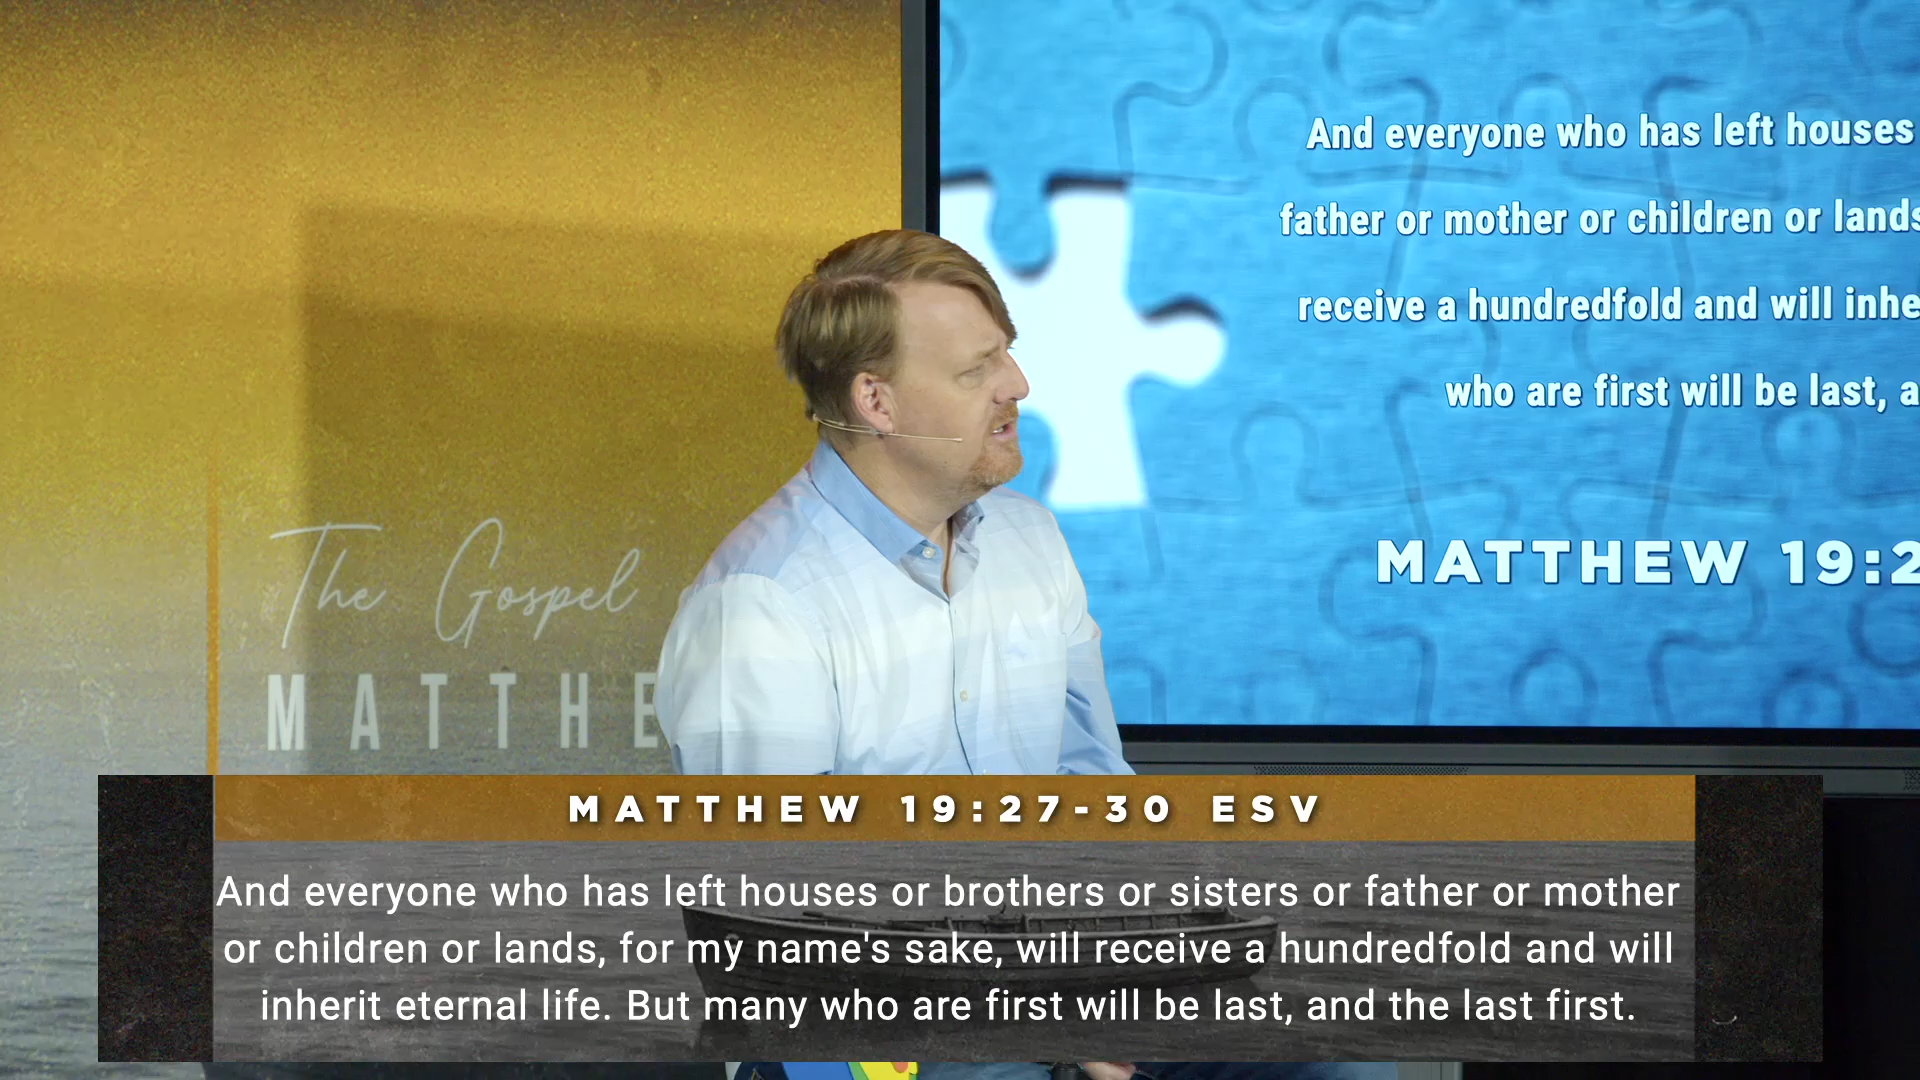 And everyone who has left houses
father or mother or children or lands
receive a hundredfold and will inhe
who are first will be last, a
MATTHEW 19:2
The Gospel
MATTHE
MATTHEW 19:27-30 ESV
And everyone who has left houses or brothers or sisters or father or mother
or children or lands, for my name's sake, will receive a hundredfold and will
inherit eternal life. But many who are first will be last, and the last first.